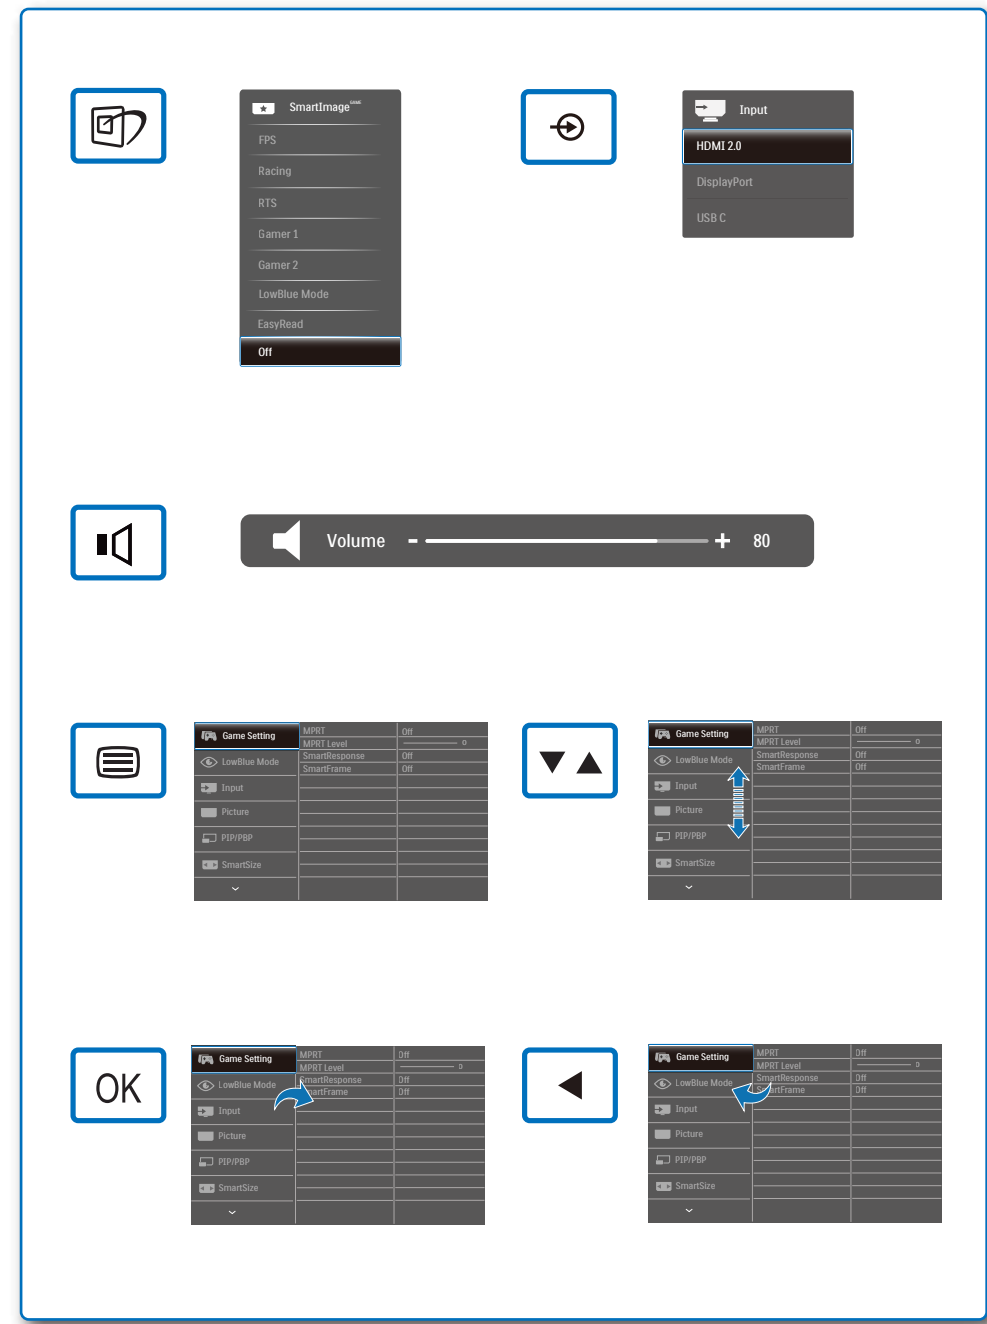 SmartImage GAME
FPS
Racing
RTS
Gamer 1
Gamer 2
LowBlue Mode
EasyRead
Off
Input
HDMI 2.0
DisplayPort
USB C
Volume - + 80
Game Setting
LowBlue Mode
Input
Picture
PIP/PBP
SmartSize
MPRT Off
MPRT Level 0
SmartResponse Off
SmartFrame Off
Game Setting
LowBlue Mode
Input
Picture
PIP/PBP
SmartSize
MPRT Off
MPRT Level 0
SmartResponse Off
SmartFrame Off
OK
Game Setting
LowBlue Mode
Input
Picture
PIP/PBP
SmartSize
MPRT Off
MPRT Level 0
SmartResponse Off
SmartFrame Off
Game Setting
LowBlue Mode
Input
Picture
PIP/PBP
SmartSize
MPRT Off
MPRT Level 0
SmartResponse Off
SmartFrame Off